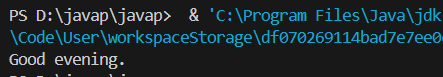 PS D:\javap\javap>  & 'C:\Program Files\Java\jdk
\Code\User\workspaceStorage\df070269114bad7e7ee0
Good evening.